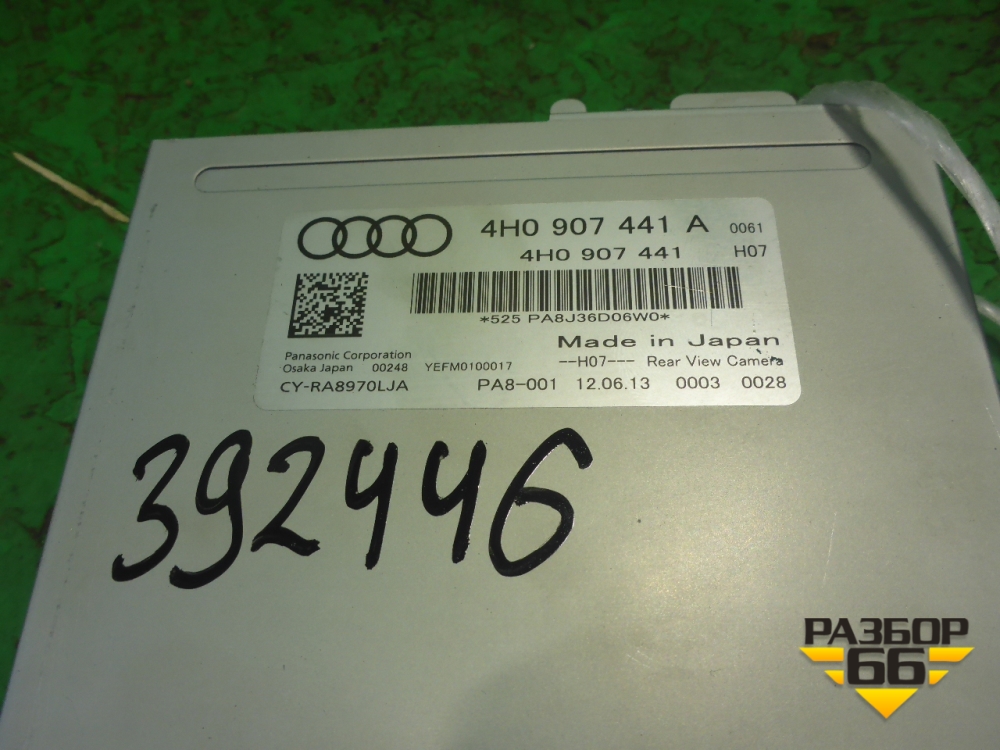 4H0 907 441 A 0061
4H0 907 441 H07
*525 PA8J36D06W0*
Made in Japan
Panasonic Corporation
Osaka Japan 00248 YEFM0100017 --H07--- Rear View Camera
CY-RA8970LJA PA8-001 12.06.13 0003 0028
392446
РАЗБОР
66